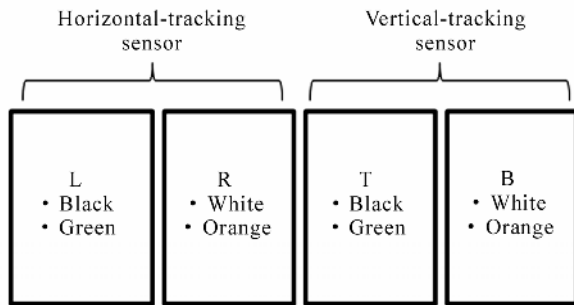 Horizontal-tracking
sensor
Vertical-tracking
sensor
L
• Black
• Green
R
• White
• Orange
T
• Black
• Green
B
• White
• Orange